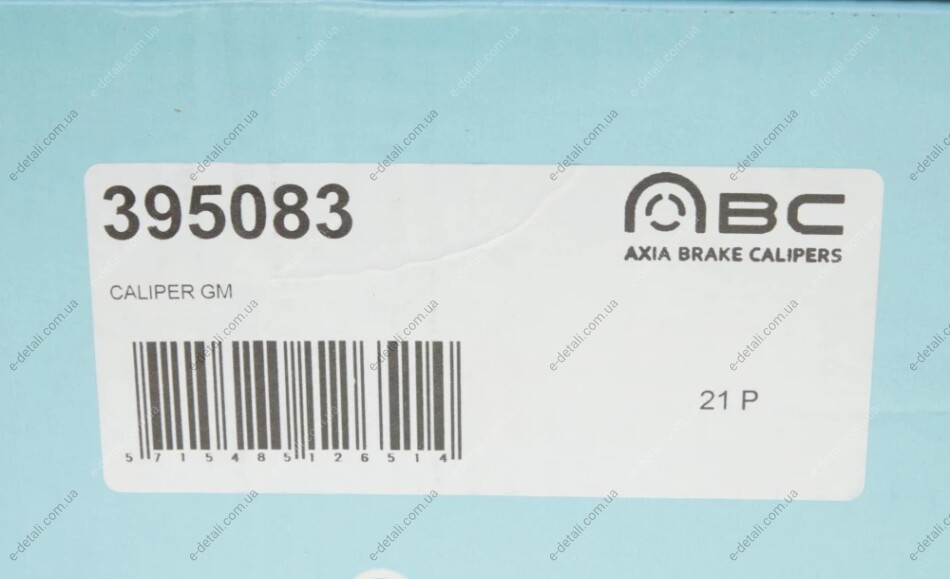 395083
ABC
AXIA BRAKE CALIPERS
CALIPER GM
21 P
5 715485 126514
e-detali.com.ua